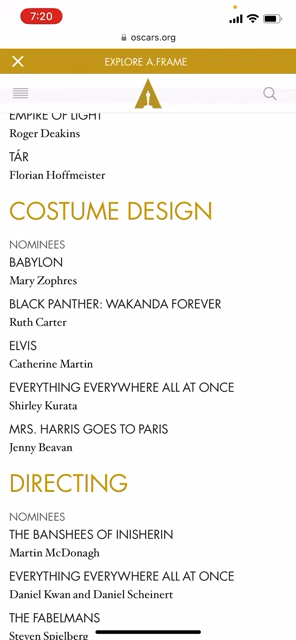 7:20
oscars.org
EXPLORE A.FRAME
EMPIRE OF LIGHT
Roger Deakins
TÁR
Florian Hoffmeister
COSTUME DESIGN
NOMINEES
BABYLON
Mary Zophres
BLACK PANTHER: WAKANDA FOREVER
Ruth Carter
ELVIS
Catherine Martin
EVERYTHING EVERYWHERE ALL AT ONCE
Shirley Kurata
MRS. HARRIS GOES TO PARIS
Jenny Beavan
DIRECTING
NOMINEES
THE BANSHEES OF INISHERIN
Martin McDonagh
EVERYTHING EVERYWHERE ALL AT ONCE
Daniel Kwan and Daniel Scheinert
THE FABELMANS
Steven Spielberg